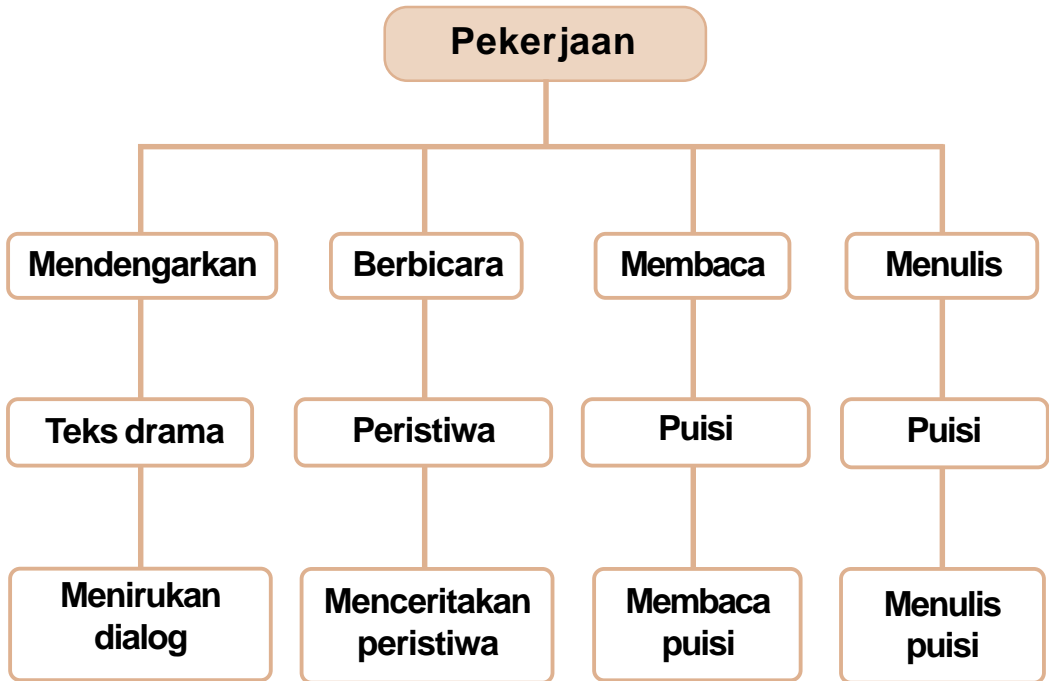 Pekerjaan
Mendengarkan
Berbicara
Membaca
Menulis
Teks drama
Peristiwa
Puisi
Puisi
Menirukan
dialog
Menceritakan
peristiwa
Membaca
puisi
Menulis
puisi